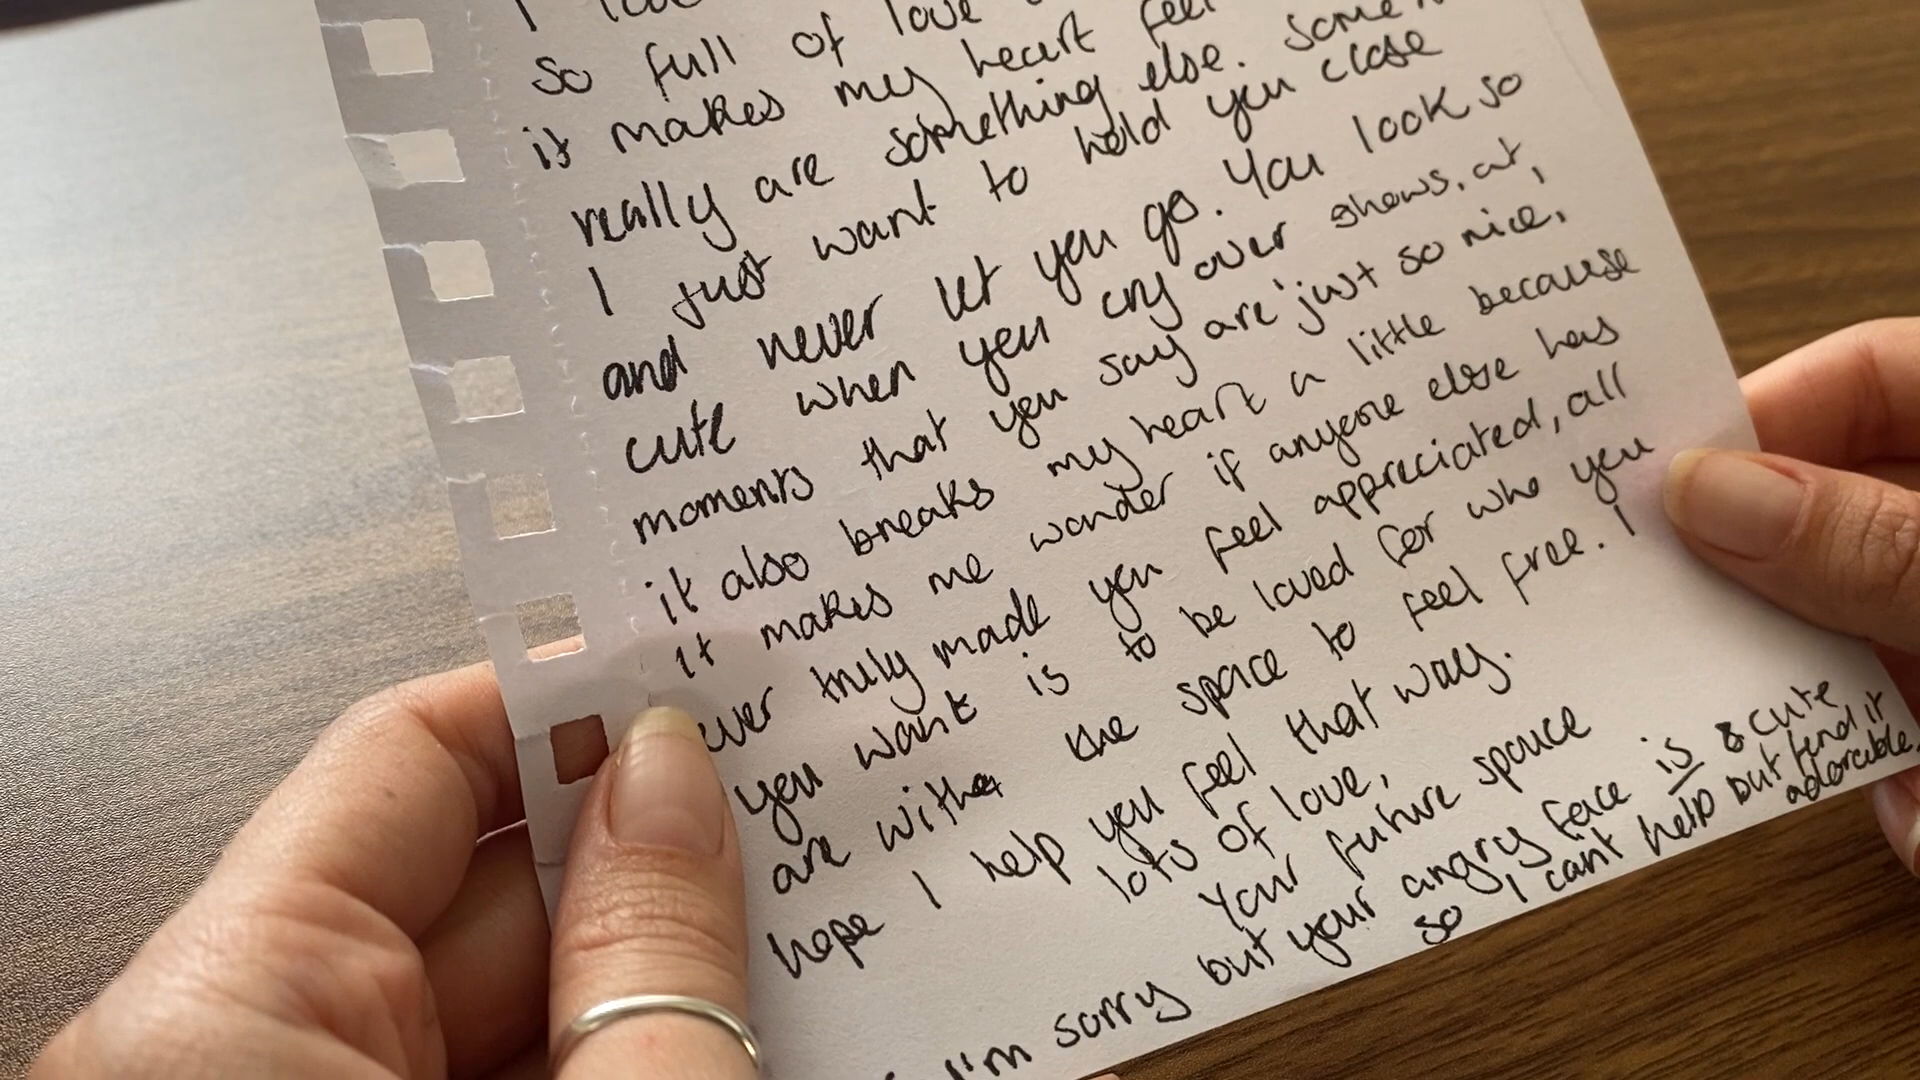 I
so full of love
it makes my heart feel
really are something else.
I just want to hold you close
and never let you go. You look so
cute when you cry over shows, at,
moments that you say are 'just so nice,
it also breaks my heart a little because
it makes me wonder if anyone else has
ever truly made you feel appreciated, all
you want is to be loved for who you
are with the space to feel free. I
hope I help you feel that way.
lots of love,
Your future spouce
I'm sorry but your angry face is cute
so I cant help but find it
adorable.